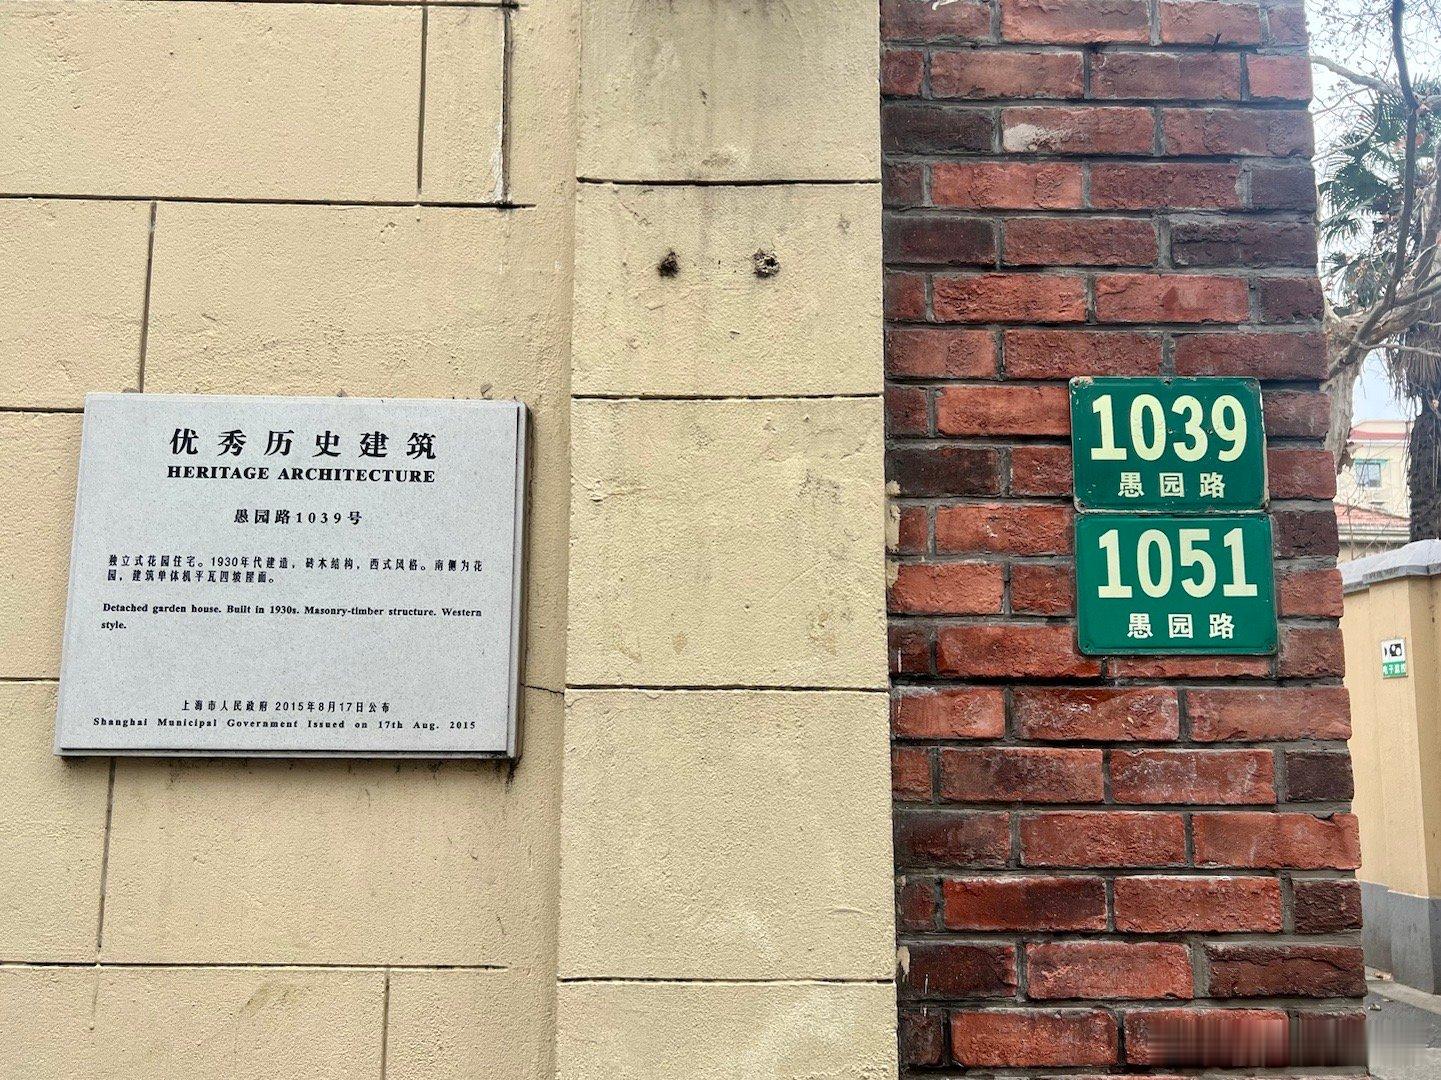 优秀历史建筑
HERITAGE ARCHITECTURE
愚园路1039号
独立式花园住宅。1930年代建造，砖木结构，西式风格。南侧为花
园，建筑单体机平瓦四坡屋面。
Detached garden house. Built in 1930s. Masonry-timber structure. Western
style.
上海市人民政府 2015年8月17日公布
Shanghai Municipal Government Issued on 17th Aug. 2015
1039
愚园路
1051
愚园路
电子监控